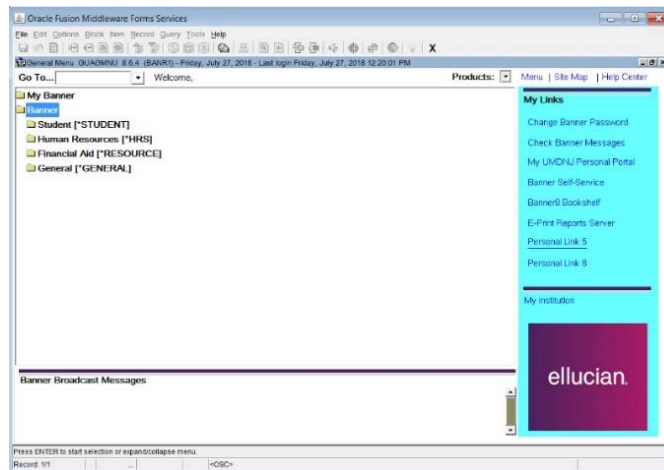 Oracle Fusion Middleware Forms Services
File Edit Options Block Item Record Query Tools Help
X
General Menu GUAGMNU 8.6.4 (BANR1) - Friday, July 27, 2018 - Last login Friday, July 27, 2018 12:20:01 PM
Go To... Welcome, Products: Menu | Site Map | Help Center
My Banner
Banner
Student [*STUDENT]
Human Resources [*HRS]
Financial Aid [*RESOURCE]
General [*GENERAL]
My Links
Change Banner Password
Check Banner Messages
My UMDNJ Personal Portal
Banner Self-Service
Banner8 Bookshelf
E-Print Reports Server
Personal Link 5
Personal Link 6
My Institution
ellucian.
Banner Broadcast Messages
Press ENTER to start selection or expand/collapse menu.
Record: 1/1 ... <OSC>